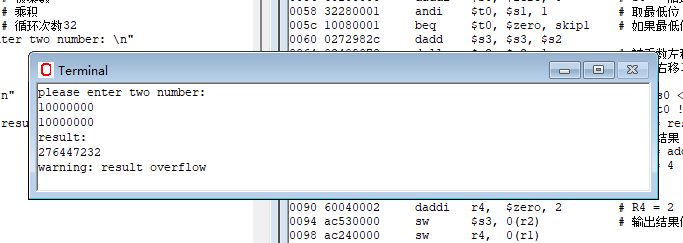 # 乘积
# 循环次数32
nter two number: \n"
0058 32280001 andi $t0, $s1, 1 # 取最低位
005c 10080001 beq $t0, $zero, skip1 # 如果最低
0060 0272982c dadd $s3, $s3, $s2
Terminal
please enter two number:
10000000
10000000
result:
276447232
warning: result overflow
\n"
resu
右移
s0 <
t0 !
resu
结果
= add
= 4
0090 60040002 daddi r4, $zero, 2 # R4 = 2
0094 ac530000 sw $s3, 0(r2) # 输出结果
0098 ac240000 sw r4, 0(r1)